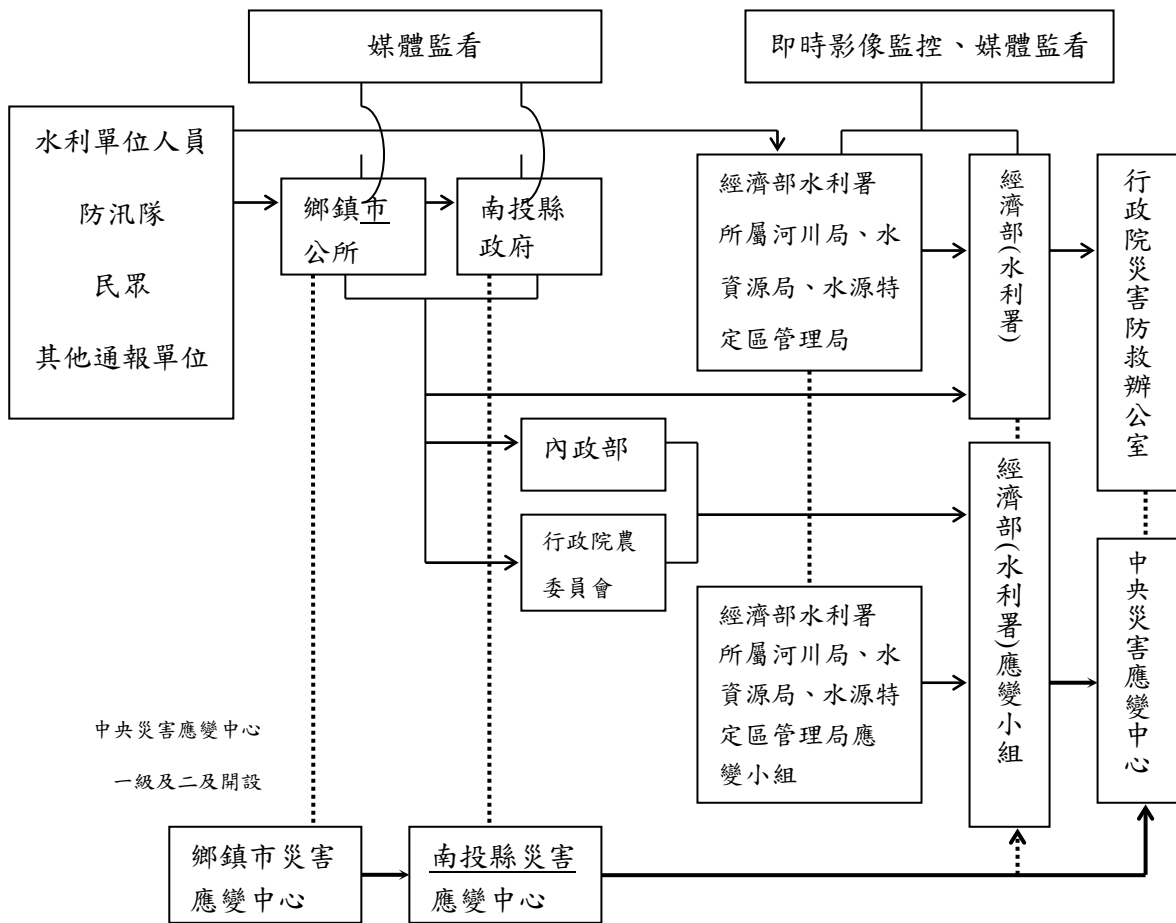 媒體監看
即時影像監控、媒體監看
水利單位人員
防汛隊
民眾
其他通報單位
鄉鎮市
公所
南投縣
政府
經濟部水利署
所屬河川局、水
資源局、水源特
定區管理局
經濟部(水利署)
行政院災害防救辦公室
內政部
行政院農
委員會
經濟部水利署
所屬河川局、水
資源局、水源特
定區管理局應
變小組
經濟部(水利署)應變小組
中央災害應變中心
中央災害應變中心
一級及二及開設
鄉鎮市災害
應變中心
南投縣災害
應變中心